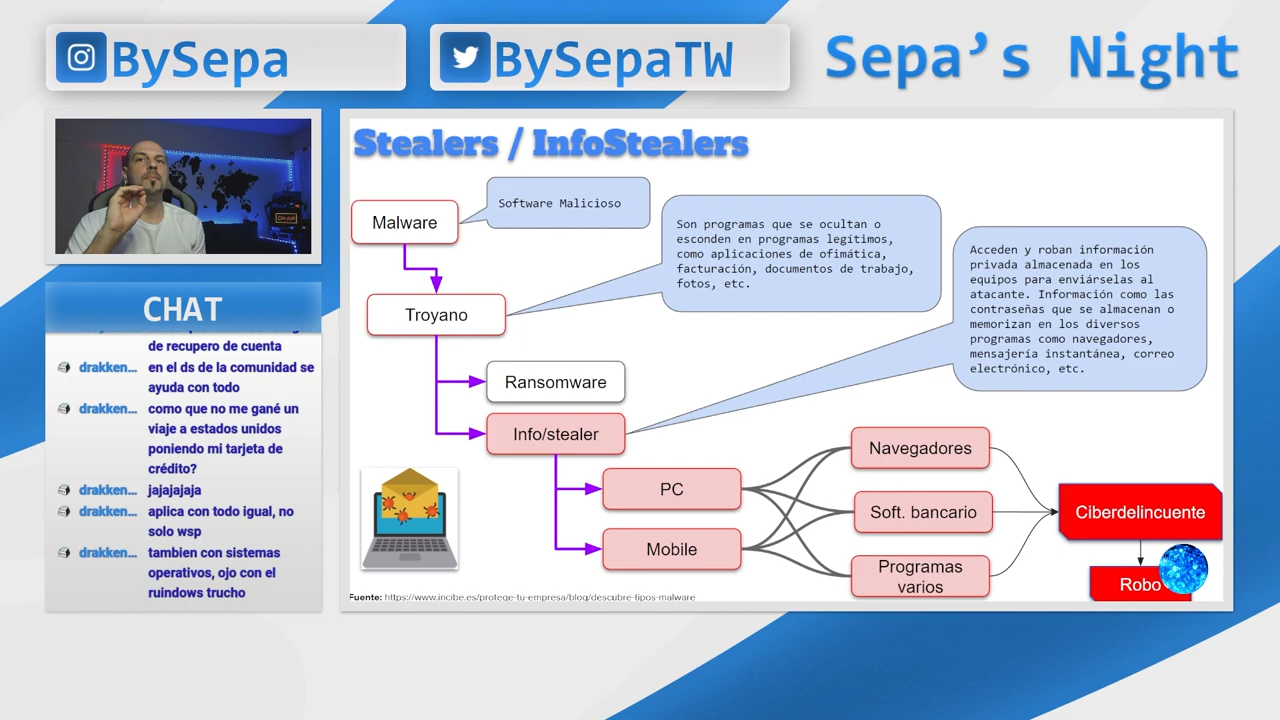 BySepa
BySepaTW
Sepa’s Night
Stealers / InfoStealers
Malware
Software Malicioso
Troyano
Son programas que se ocultan o
esconden en programas legítimos,
como aplicaciones de ofimática,
facturación, documentos de trabajo,
fotos, etc.
Acceden y roban información
privada almacenada en los
equipos para enviárselas al
atacante. Información como las
contraseñas que se almacenan o
memorizan en los diversos
programas como navegadores,
mensajería instantánea, correo
electrónico, etc.
Ransomware
Info/stealer
PC
Mobile
Navegadores
Soft. bancario
Programas
varios
Ciberdelincuente
Robo
Fuente: https://www.incibe.es/protege-tu-empresa/blog/descubre-tipos-malware
ON AIR
CHAT
de recupero de cuenta
drakken... en el ds de la comunidad se
ayuda con todo
drakken... como que no me gané un
viaje a estados unidos
poniendo mi tarjeta de
crédito?
drakken... jajajajaja
drakken... aplica con todo igual, no
solo wsp
drakken... tambien con sistemas
operativos, ojo con el
ruindows trucho